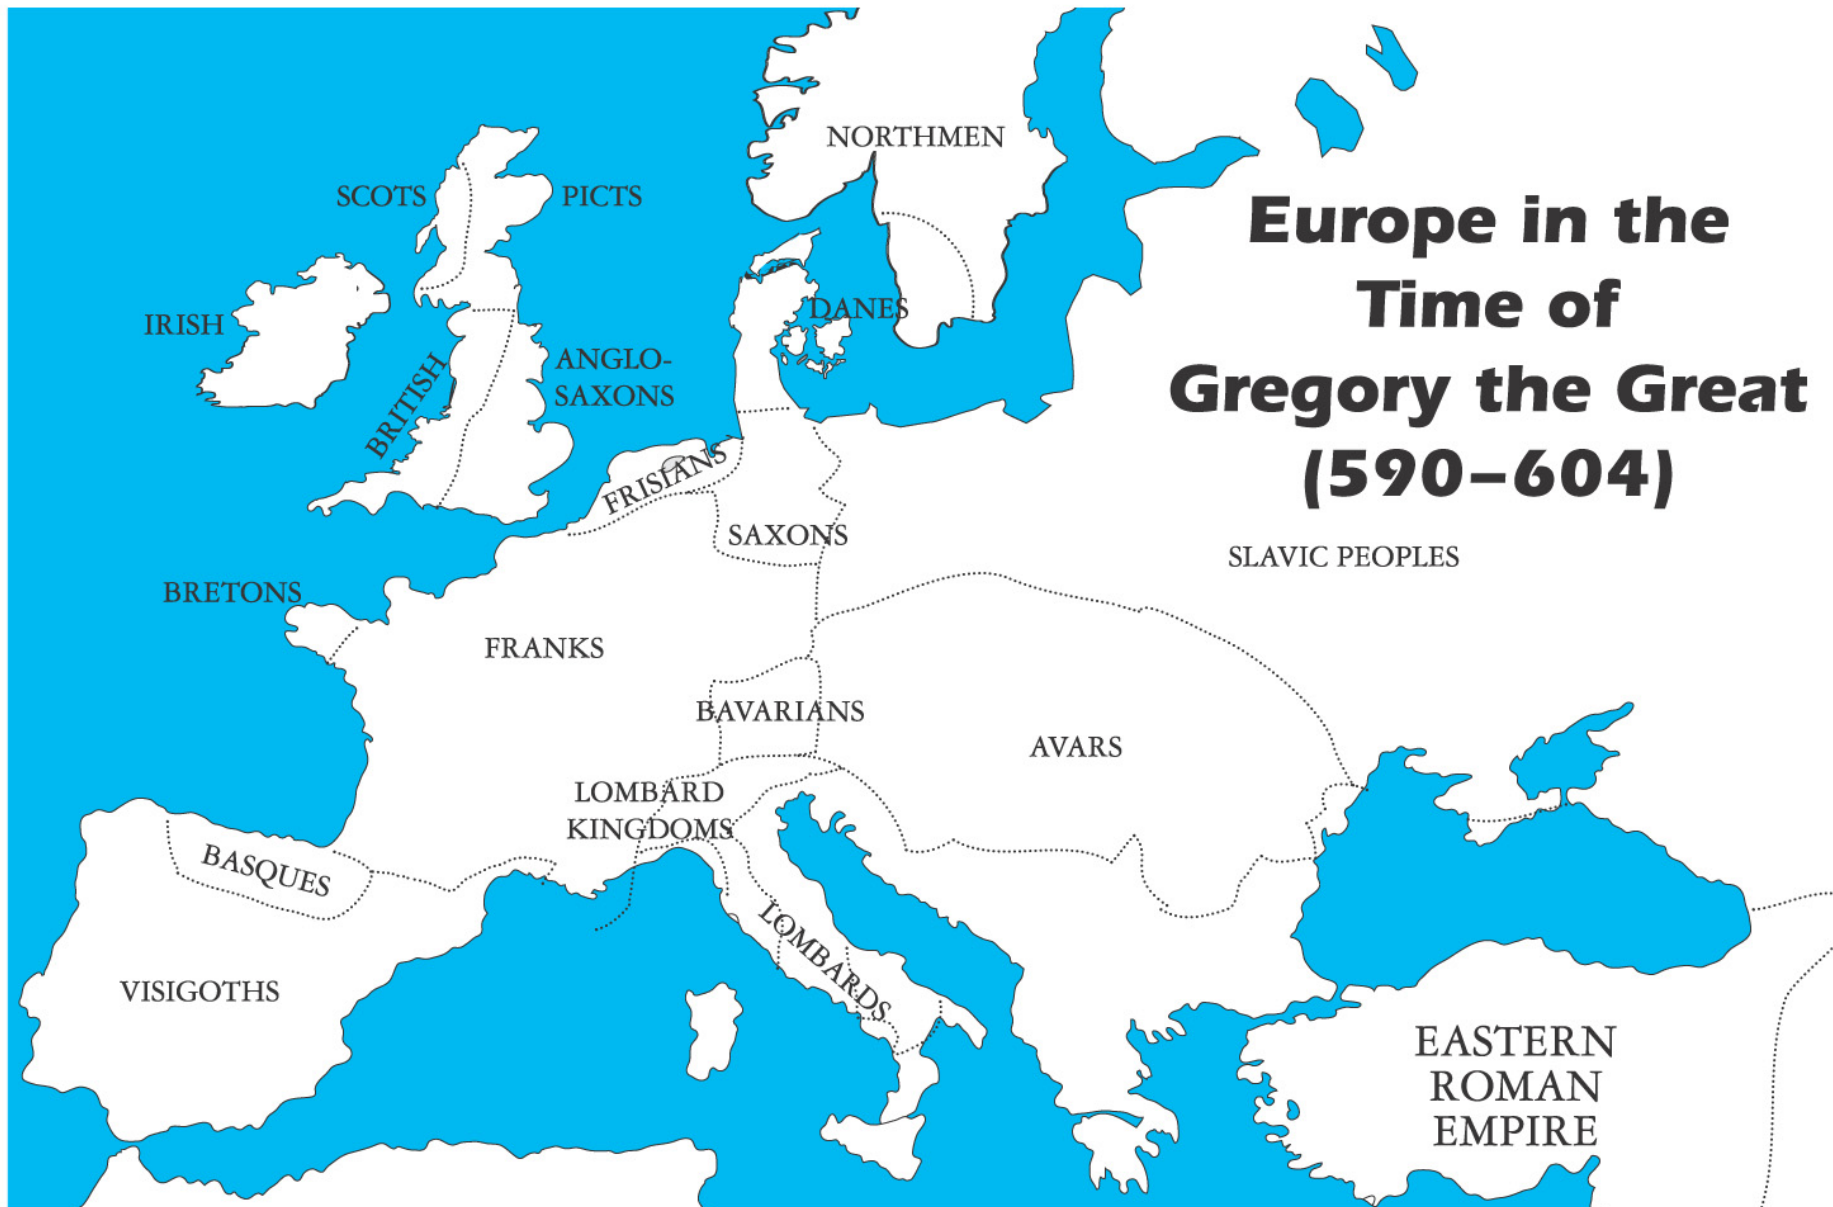 NORTHMEN
SCOTS
PICTS
Europe in the
Time of
Gregory the Great
(590–604)
IRISH
DANES
BRITISH
ANGLO-
SAXONS
FRISIANS
SAXONS
SLAVIC PEOPLES
BRETONS
FRANKS
BAVARIANS
AVARS
LOMBARD
KINGDOMS
BASQUES
LOMBARDS
VISIGOTHS
EASTERN
ROMAN
EMPIRE